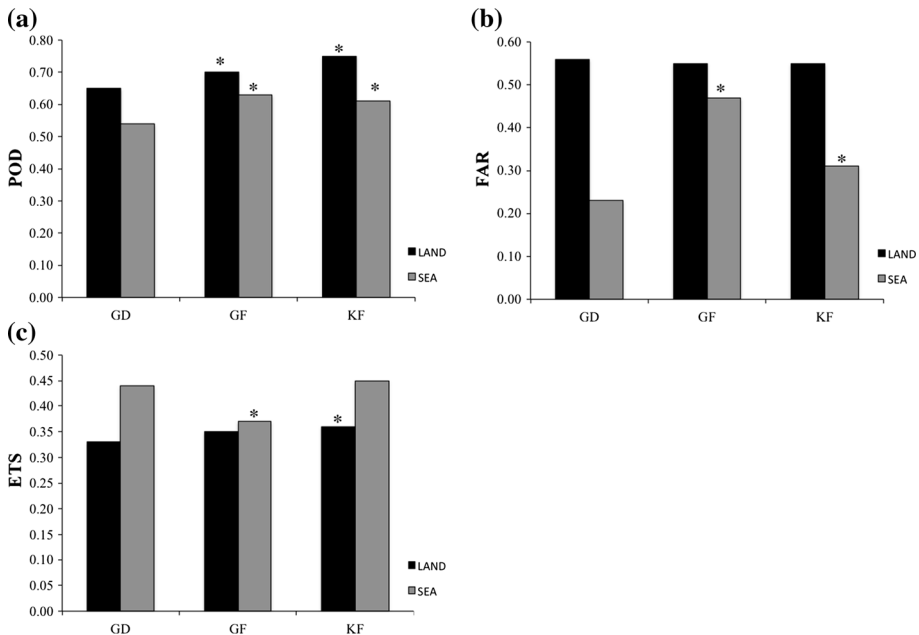 (a)
0.80
0.70
0.60
0.50
0.40
0.30
0.20
0.10
0.00
POD
* * * *
GD GF KF
LAND
SEA
(b)
0.60
0.50
0.40
0.30
0.20
0.10
0.00
FAR
* *
GD GF KF
LAND
SEA
(c)
0.50
0.45
0.40
0.35
0.30
0.25
0.20
0.15
0.10
0.05
0.00
ETS
* *
GD GF KF
LAND
SEA